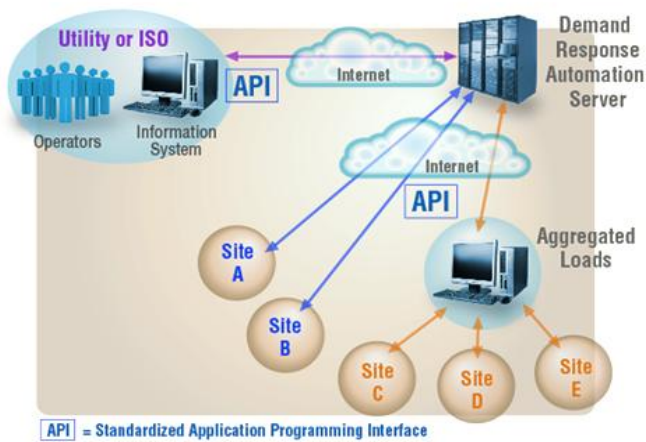 Utility or ISO
Operators
Information
System
API
Internet
Demand
Response
Automation
Server
Internet
API
Site
A
Site
B
Aggregated
Loads
Site
C
Site
D
Site
E
API = Standardized Application Programming Interface